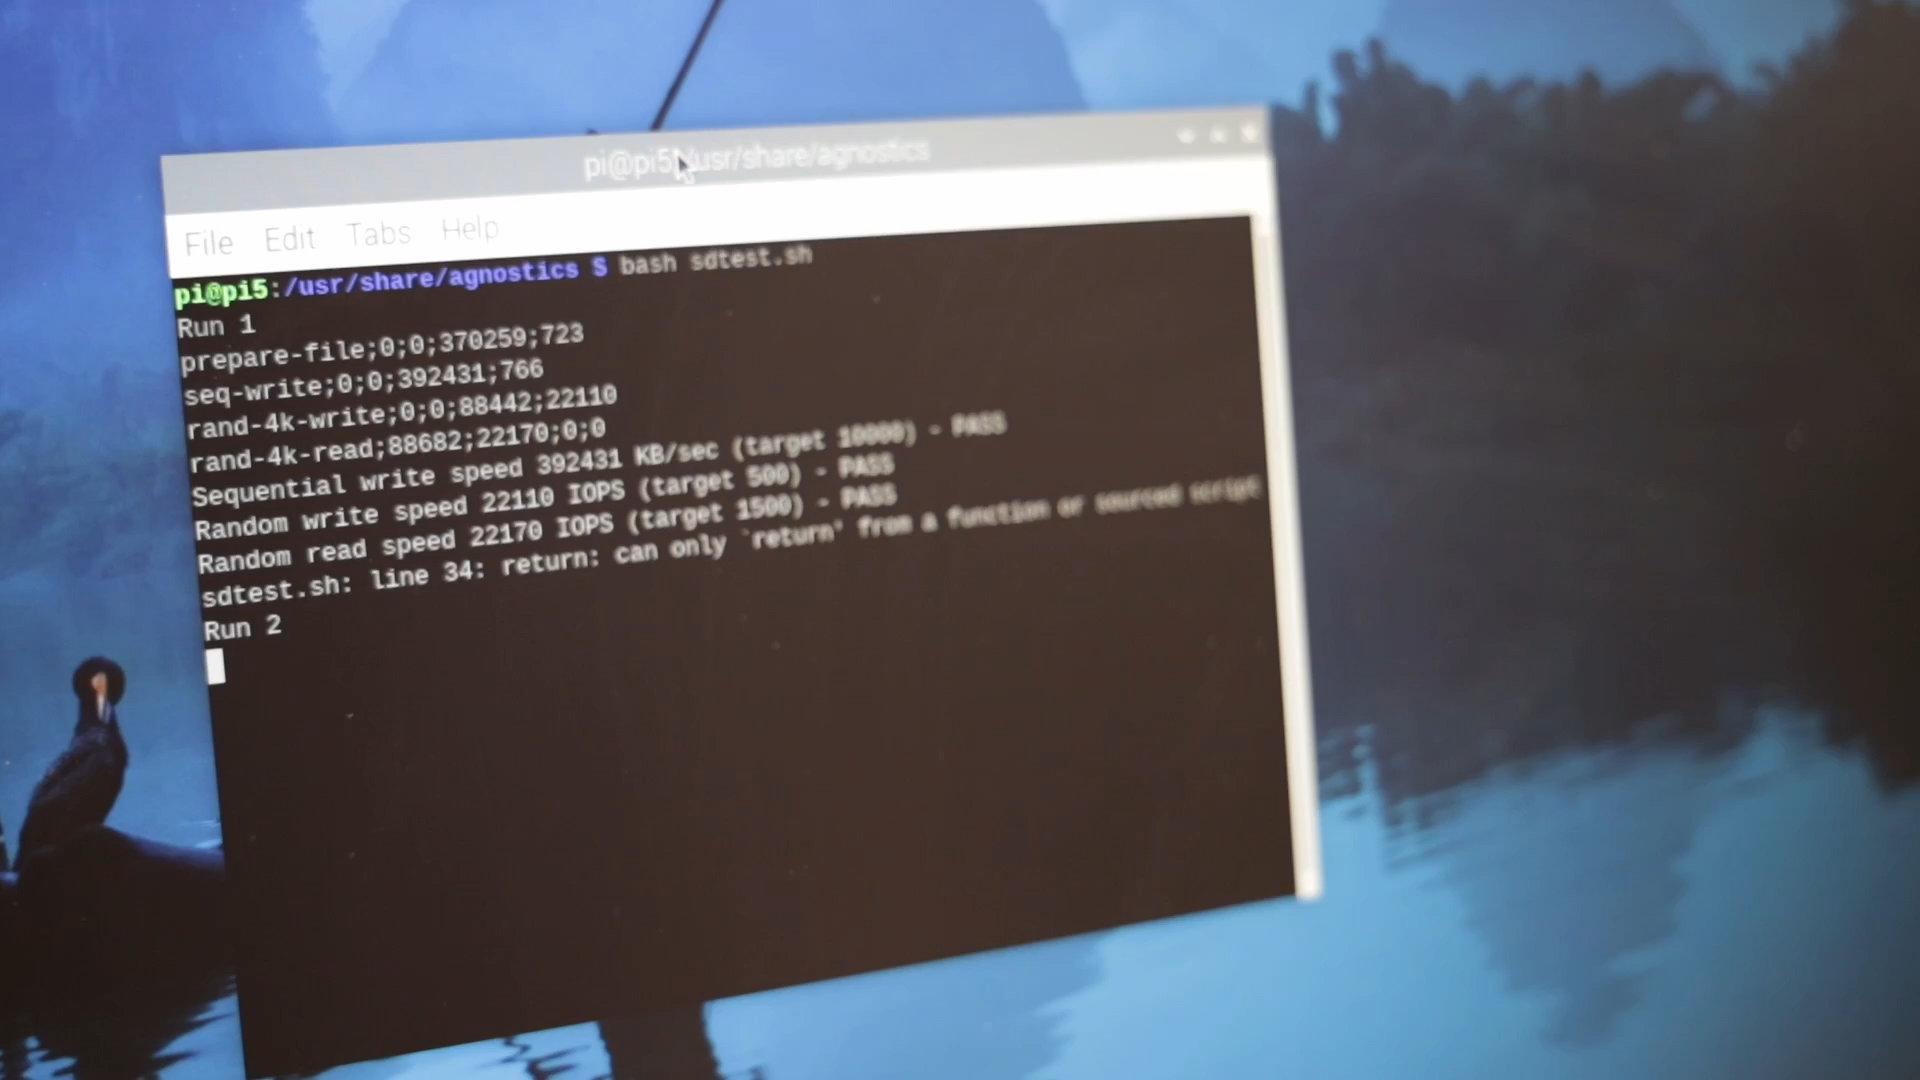 pi@pi5: /usr/share/agnostics
File Edit Tabs Help
pi@pi5:/usr/share/agnostics $ bash sdtest.sh
Run 1
prepare-file;0;0;370259;723
seq-write;0;0;392431;766
rand-4k-write;0;0;88442;22110
rand-4k-read;88682;22170;0;0
Sequential write speed 392431 KB/sec (target 10000) - PASS
Random write speed 22110 IOPS (target 500) - PASS
Random read speed 22170 IOPS (target 1500) - PASS
sdtest.sh: line 34: return: can only `return' from a function or sourced script
Run 2